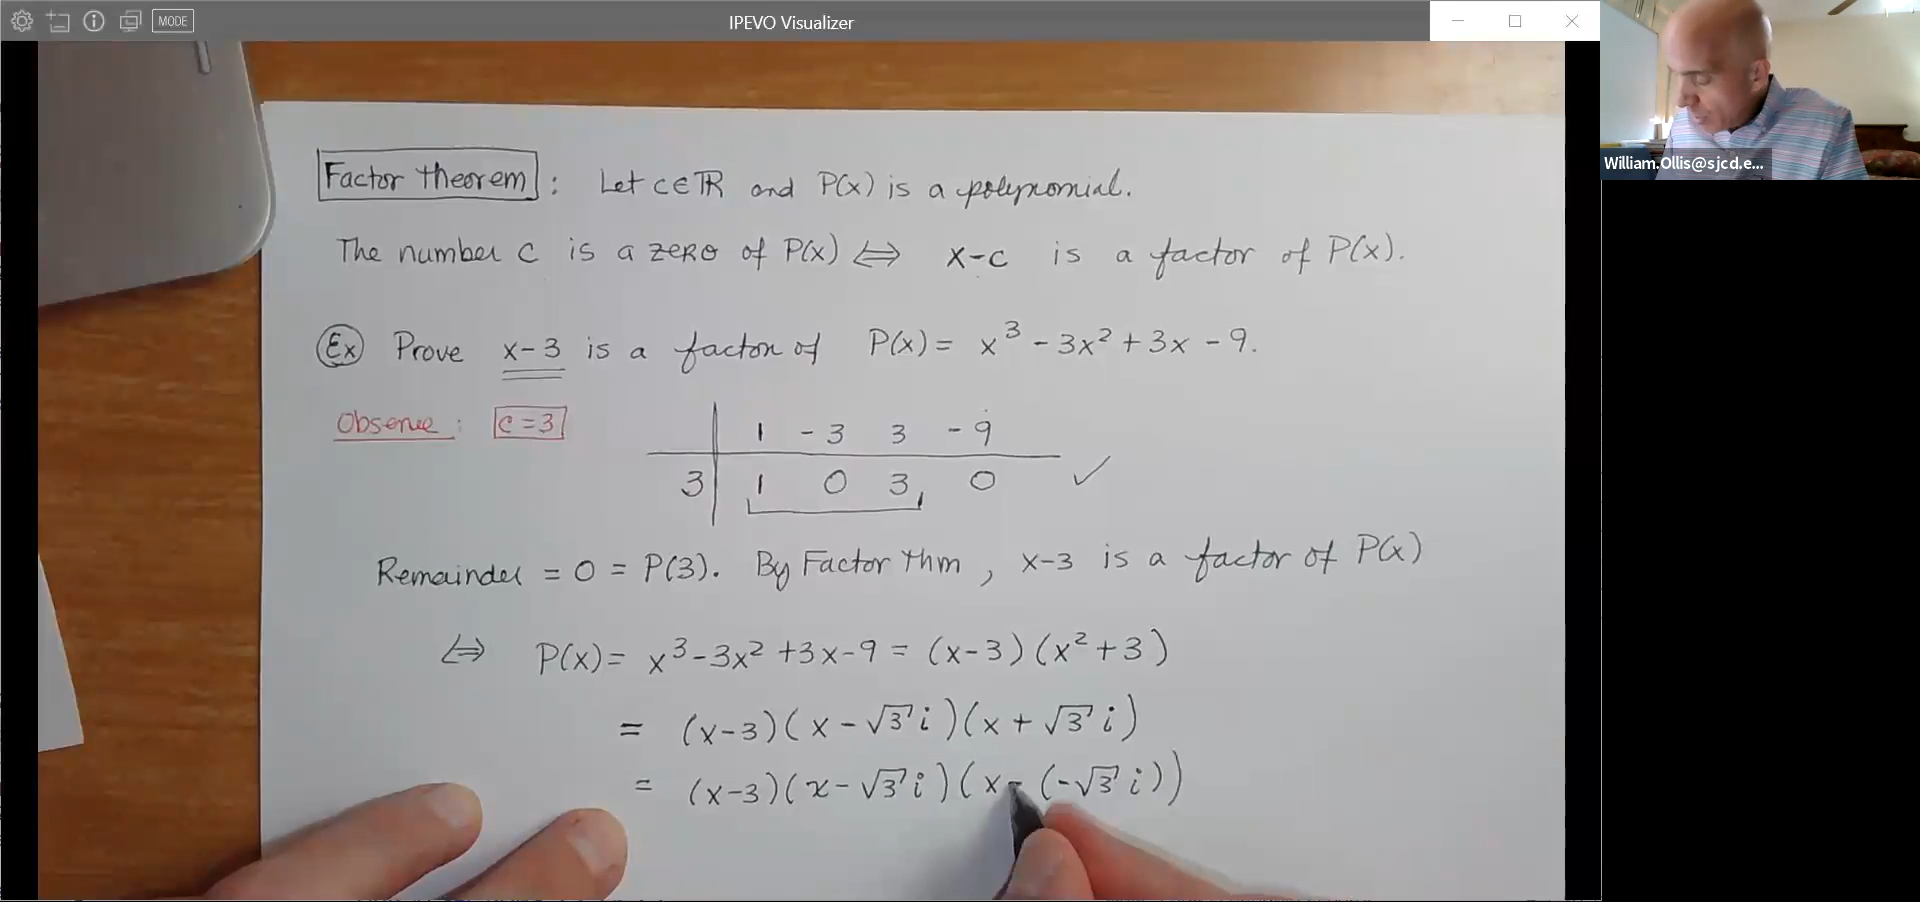 MODE
IPEVO Visualizer
William.Ollis@sjcd.e...
Factor theorem : Let c∈ℝ and P(x) is a polynomial.
The number c is a zero of P(x) ⇔ x-c is a factor of P(x).
Ex Prove x-3 is a factor of P(x) = x³ - 3x² + 3x - 9.
Observe : c = 3
1 -3 3 -9
3 1 0 3 0 ✓
Remainder = 0 = P(3). By Factor thm, x-3 is a factor of P(x)
⇔ P(x) = x³ - 3x² + 3x - 9 = (x-3)(x²+3)
= (x-3)(x - √3 i)(x + √3 i)
= (x-3)(x - √3 i)(x - (-√3 i))